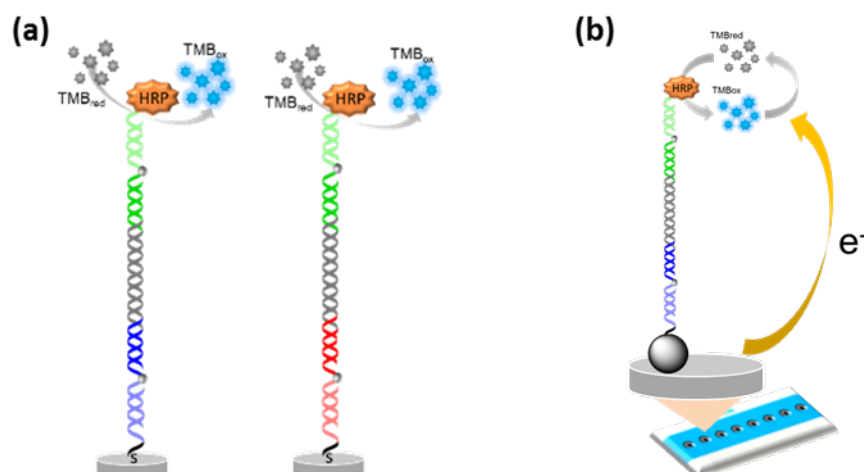 (a)
TMBred
HRP
TMBox
S
TMBred
HRP
TMBox
S
(b)
TMBred
HRP
TMBox
e-